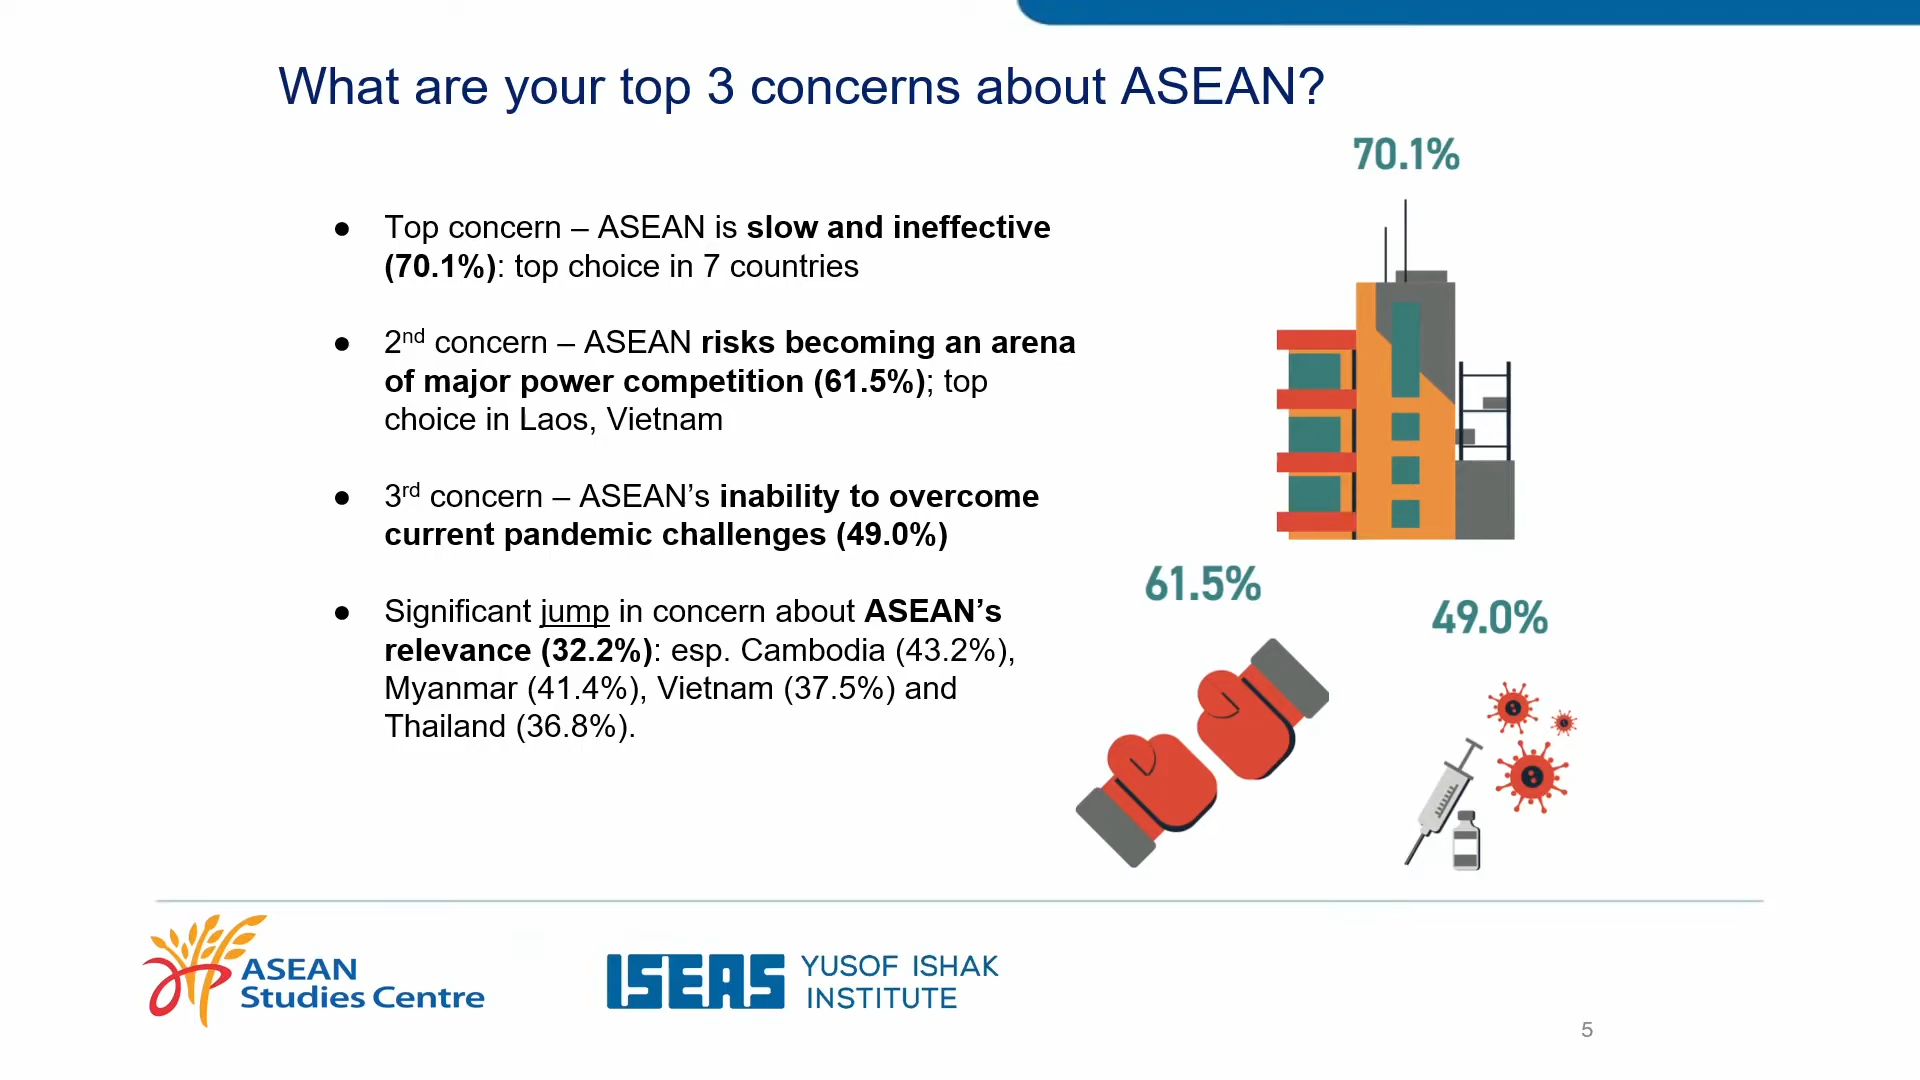 What are your top 3 concerns about ASEAN?
70.1%
● Top concern – ASEAN is slow and ineffective
(70.1%): top choice in 7 countries
● 2nd concern – ASEAN risks becoming an arena
of major power competition (61.5%); top
choice in Laos, Vietnam
● 3rd concern – ASEAN’s inability to overcome
current pandemic challenges (49.0%)
● Significant jump in concern about ASEAN’s
relevance (32.2%): esp. Cambodia (43.2%),
Myanmar (41.4%), Vietnam (37.5%) and
Thailand (36.8%).
61.5%
49.0%
ASEAN
Studies Centre
ISEAS
YUSOF ISHAK
INSTITUTE
5